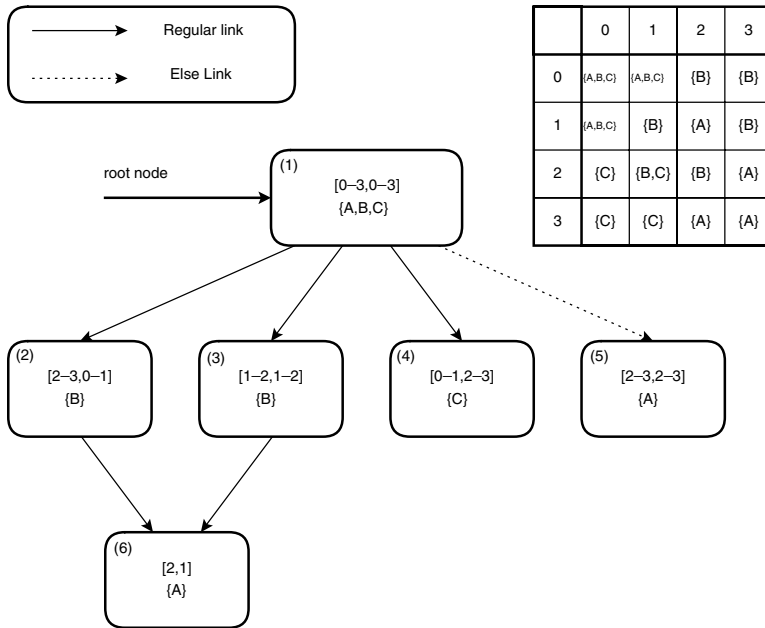 Regular link
Else Link
0 1 2 3
0 {A,B,C} {A,B,C} {B} {B}
1 {A,B,C} {B} {A} {B}
2 {C} {B,C} {B} {A}
3 {C} {C} {A} {A}
root node
(1)
[0–3,0–3]
{A,B,C}
(2)
[2–3,0–1]
{B}
(3)
[1–2,1–2]
{B}
(4)
[0–1,2–3]
{C}
(5)
[2–3,2–3]
{A}
(6)
[2,1]
{A}